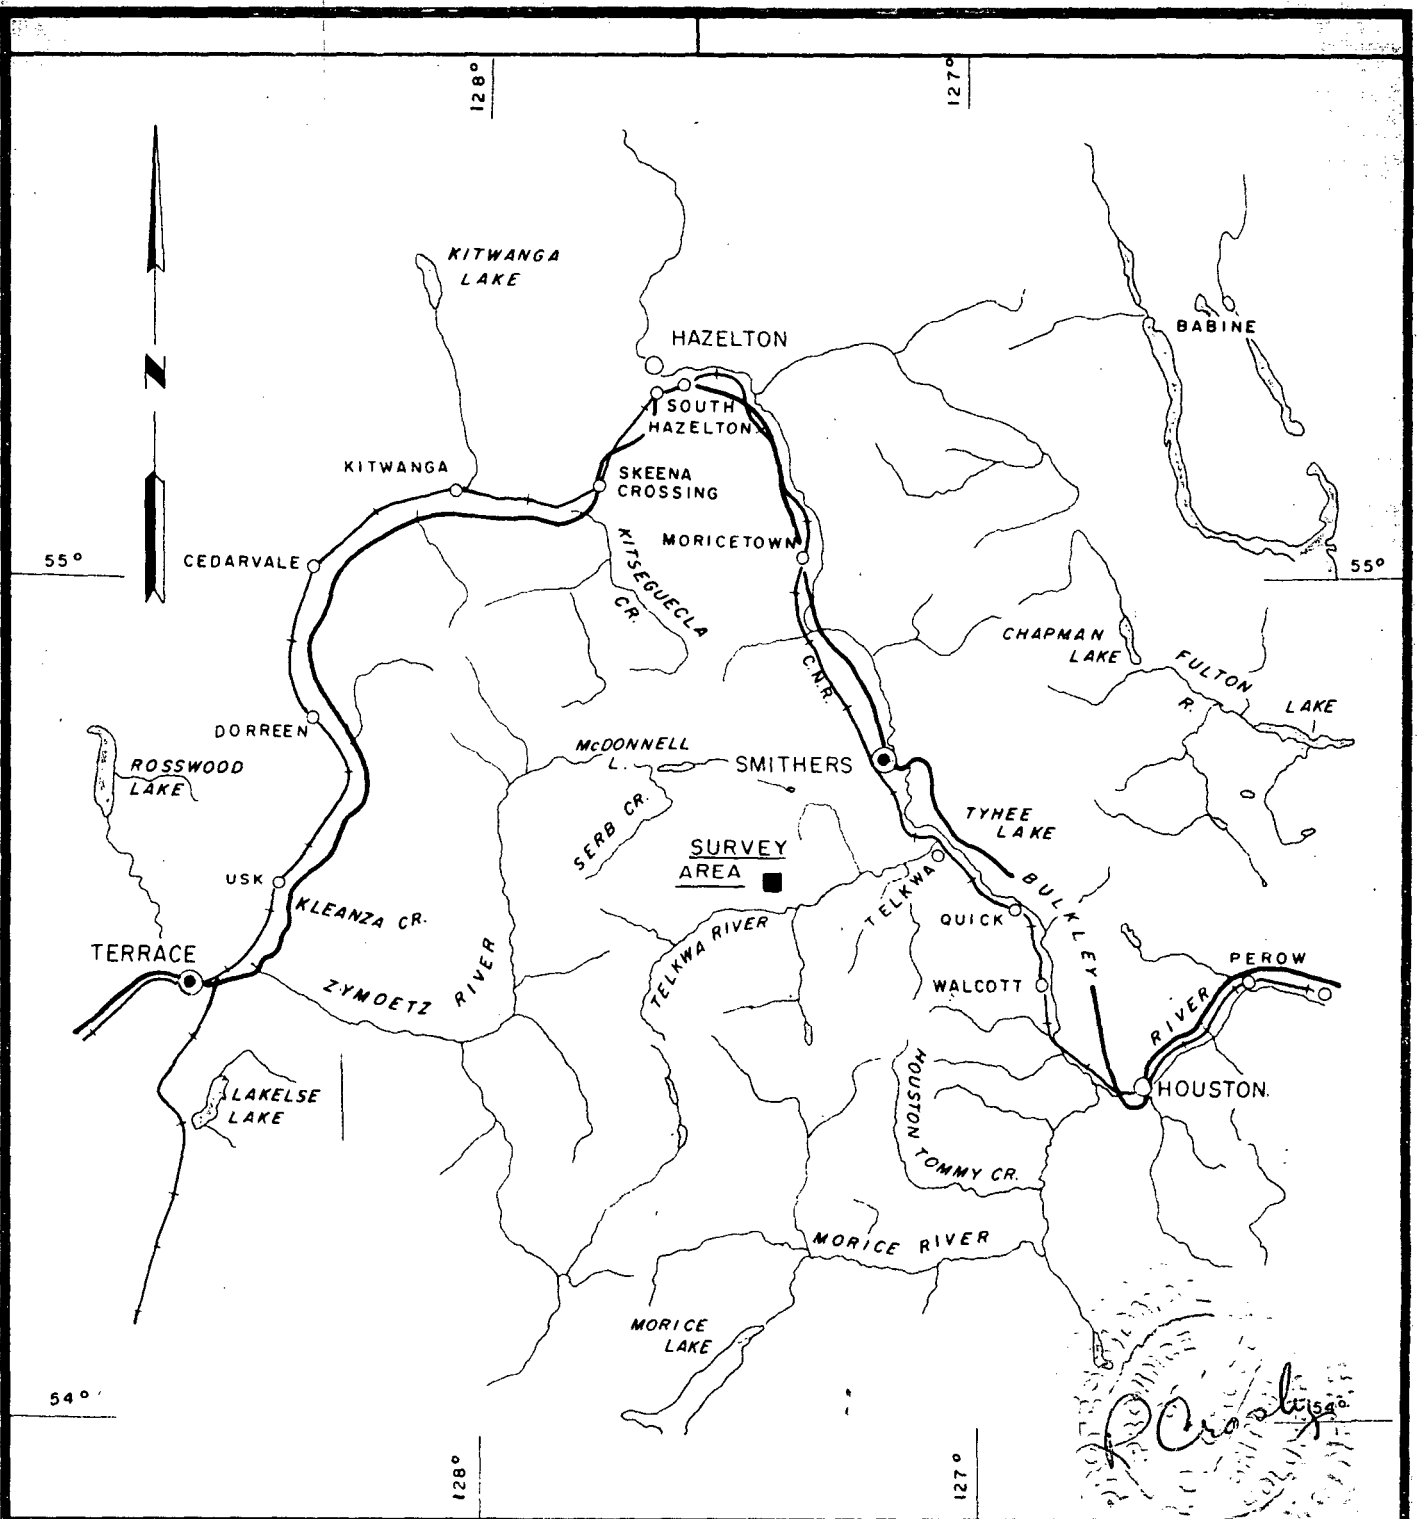 128°
127°
KITWANGA
LAKE
HAZELTON
BABINE
SOUTH
HAZELTON
KITWANGA
SKEENA
CROSSING
MORICETOWN
KITSEGUECLA
CR.
55°
CEDARVALE
55°
CHAPMAN
LAKE
FULTON
R.
LAKE
C.N.R.
DORREEN
McDONNELL
L.
SMITHERS
ROSSWOOD
LAKE
SERB CR.
TYHEE
LAKE
SURVEY
AREA
USK
KLEANZA CR.
TELKWA
BULKLEY
QUICK
TELKWA RIVER
TERRACE
ZYMOETZ RIVER
WALCOTT
PEROW
RIVER
HOUSTON
LAKELSE
LAKE
HOUSTON TOMMY CR.
MORICE RIVER
MORICE
LAKE
54°
P Crosby
54°
128°
127°
N